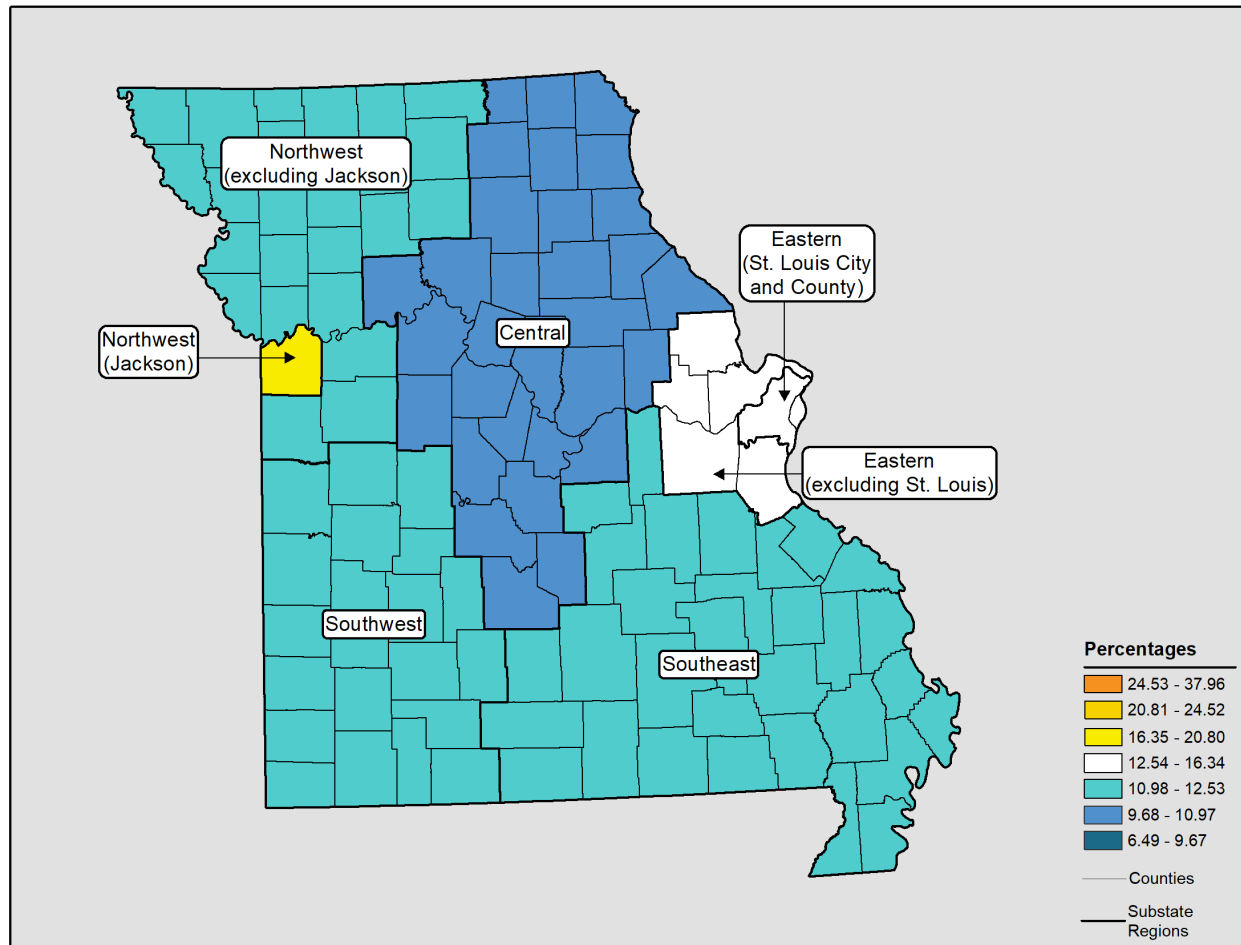 Northwest
(excluding Jackson)
Eastern
(St. Louis City
and County)
Northwest
(Jackson)
Central
Eastern
(excluding St. Louis)
Southwest
Southeast
Percentages
24.53 - 37.96
20.81 - 24.52
16.35 - 20.80
12.54 - 16.34
10.98 - 12.53
9.68 - 10.97
6.49 - 9.67
Counties
Substate
Regions